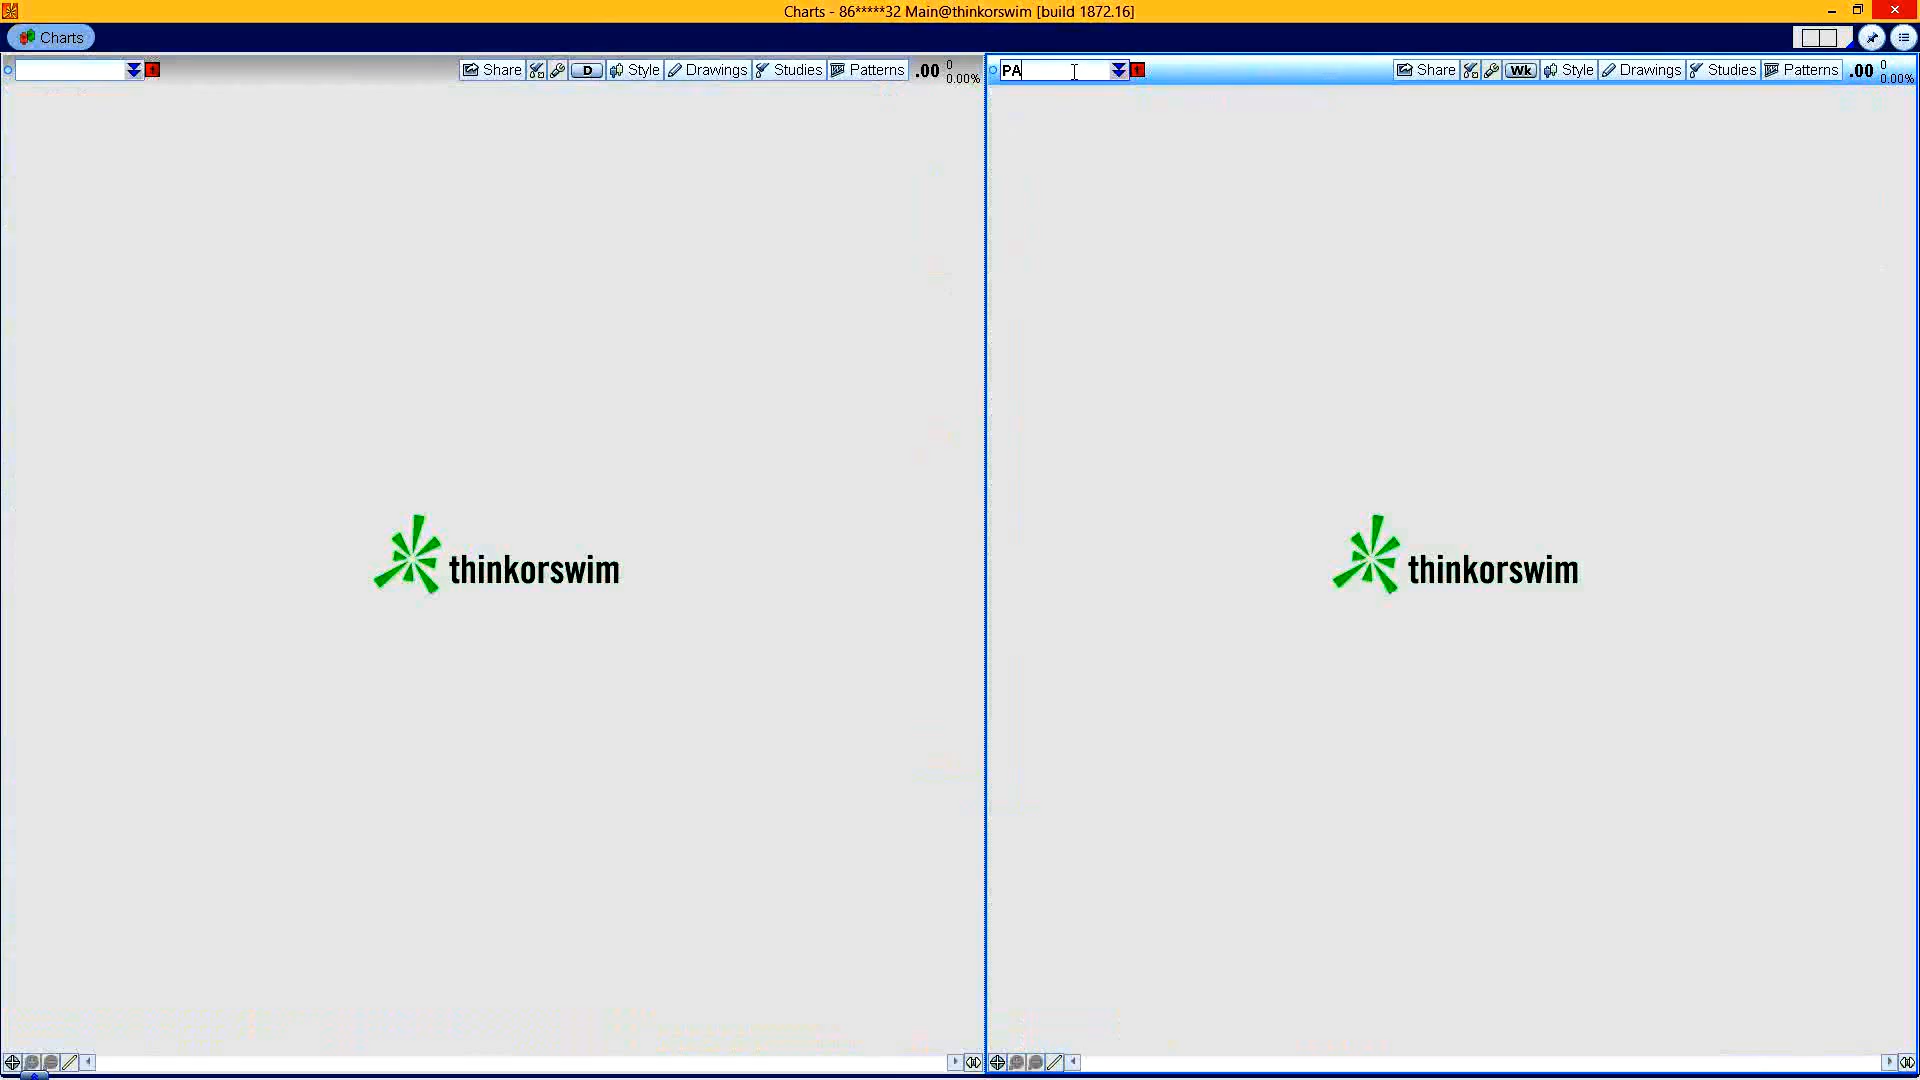 Charts - 86*****32 Main@thinkorswim [build 1872.16]
Charts
Share D Style Drawings Studies Patterns .00 0 0.00%
PA Share Wk Style Drawings Studies Patterns .00 0 0.00%
thinkorswim
thinkorswim